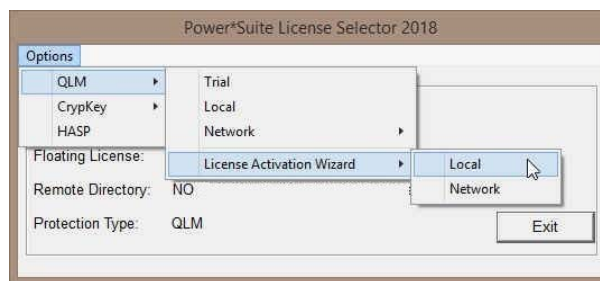 Power*Suite License Selector 2018
Options
QLM
CrypKey
HASP
Trial
Local
Network
License Activation Wizard
Local
Network
Floating License:
Remote Directory: NO
Protection Type: QLM
Exit